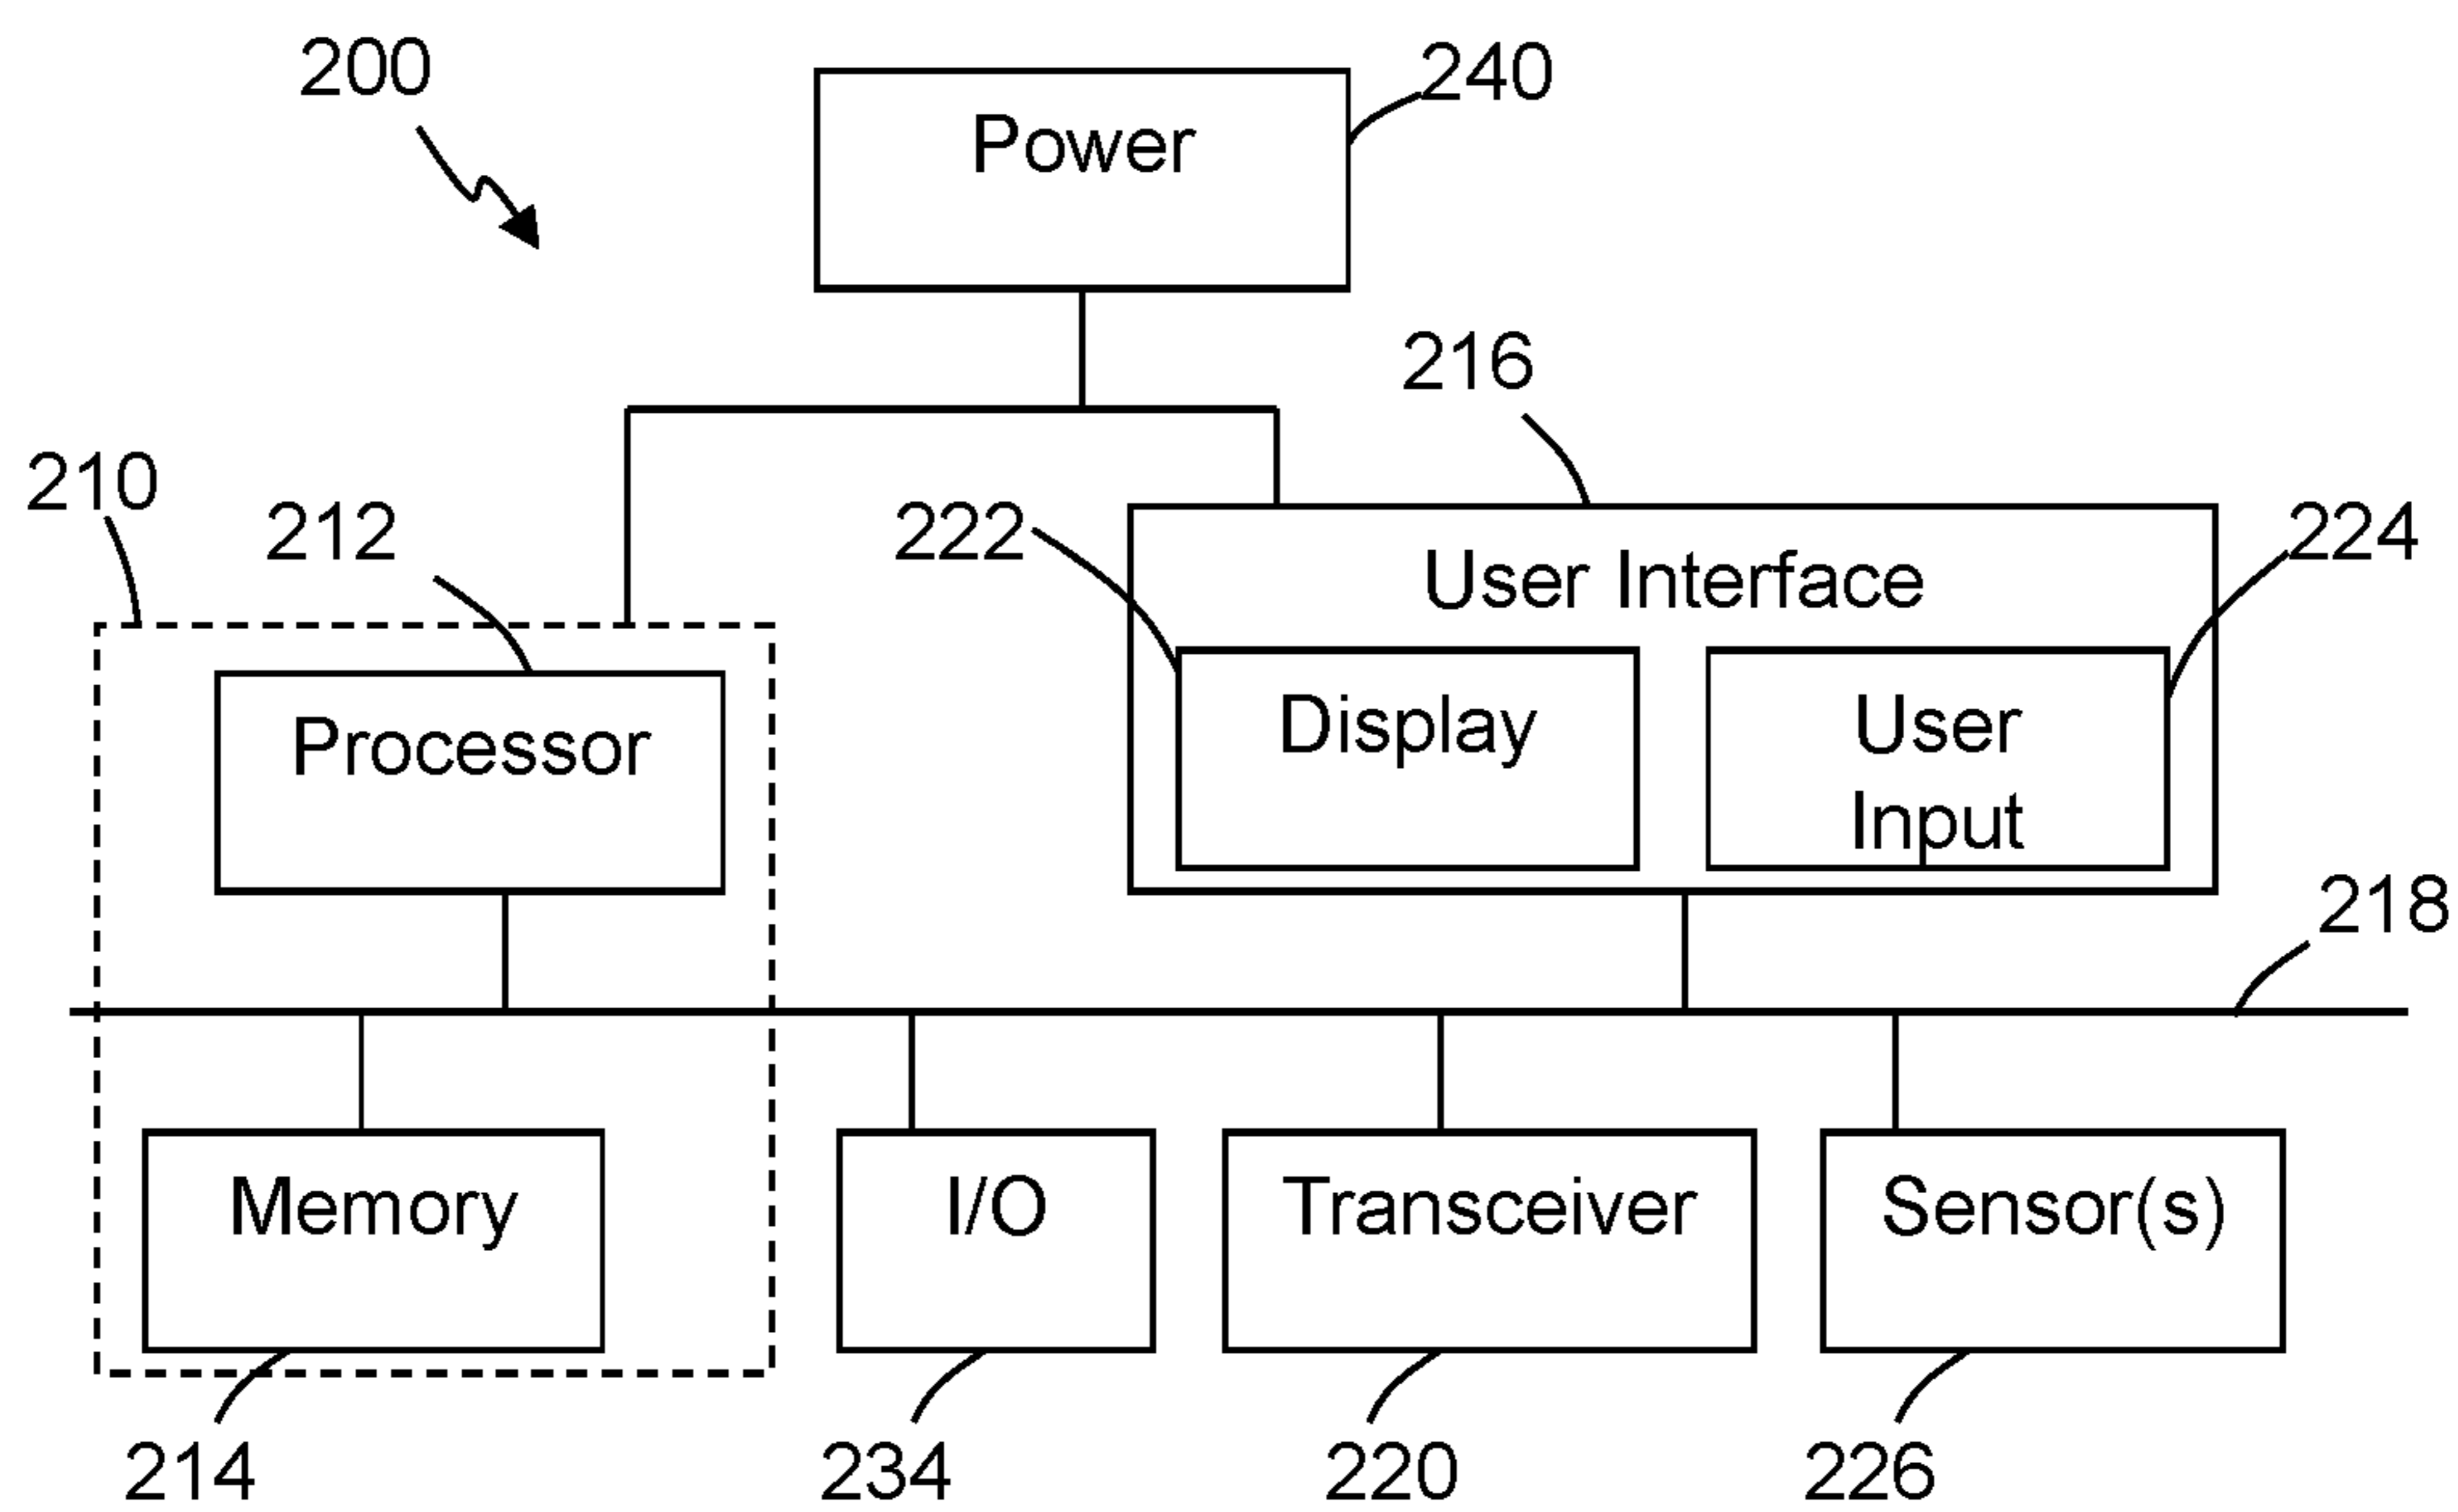 200
240
Power
216
210
212
222
224
User Interface
Processor
Display
User
Input
218
Memory
I/O
Transceiver
Sensor(s)
214
234
220
226